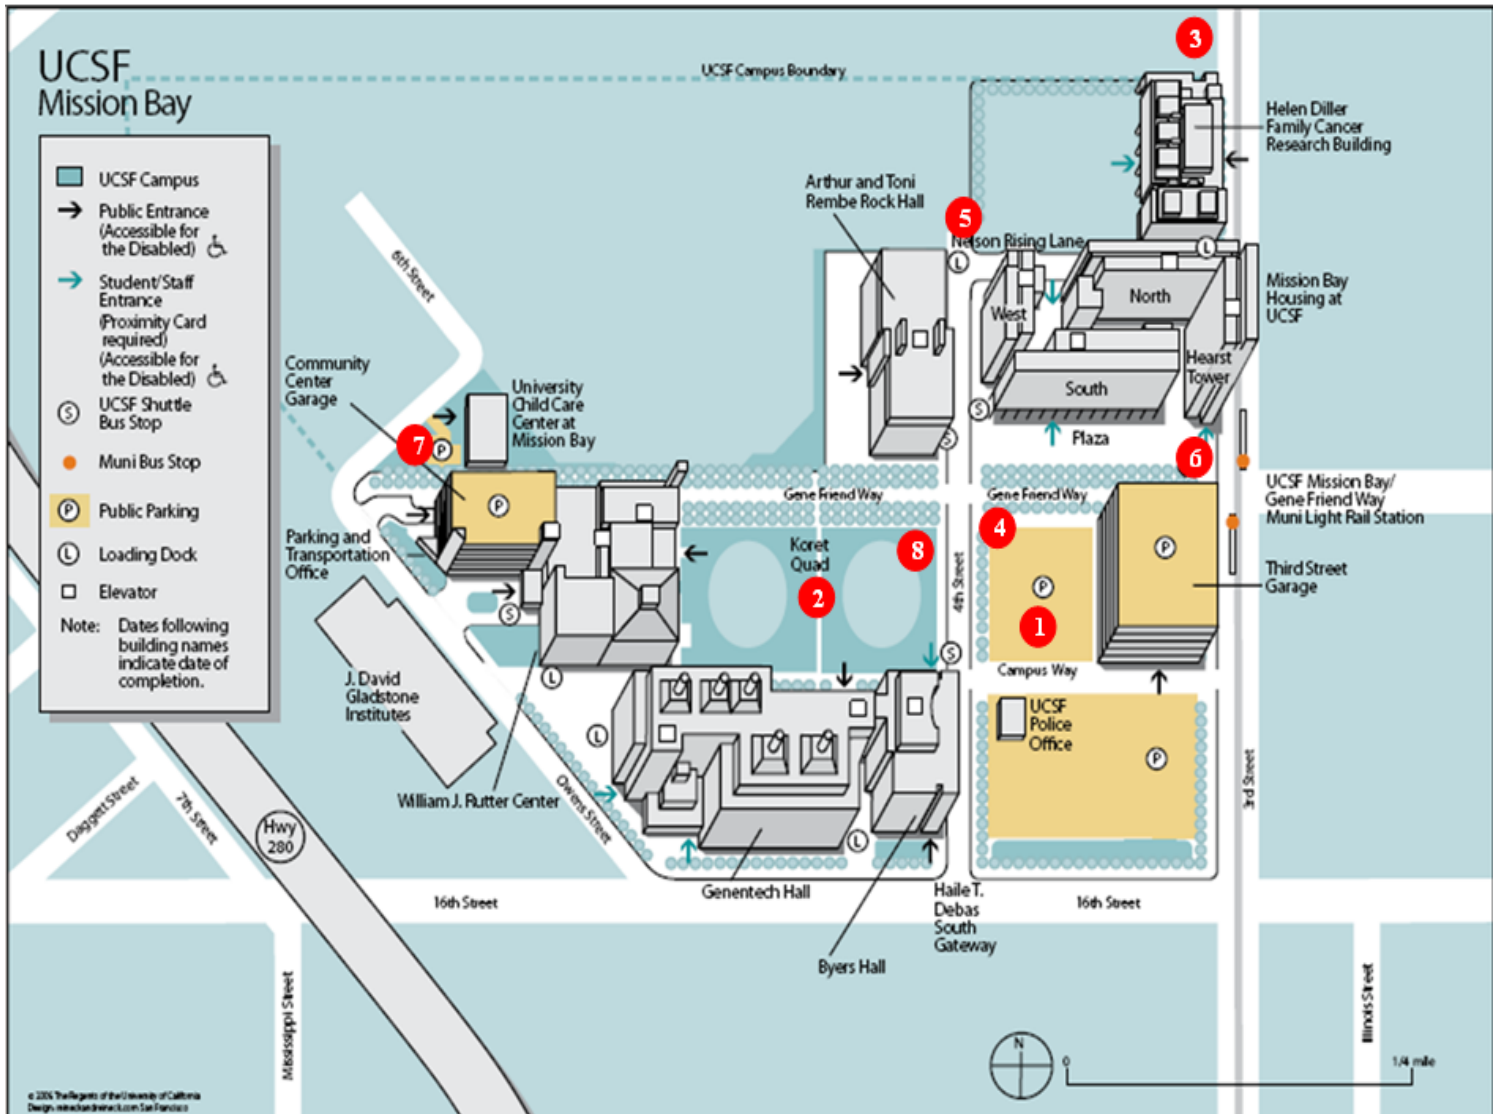 UCSF
Mission Bay
UCSF Campus
Public Entrance
(Accessible for
the Disabled)
Student/Staff
Entrance
(Proximity Card
required)
(Accessible for
the Disabled)
S
UCSF Shuttle
Bus Stop
Muni Bus Stop
P
Public Parking
L
Loading Dock
Elevator
Note: Dates following
building names
indicate date of
completion.
UCSF Campus Boundary
3
Helen Diller
Family Cancer
Research Building
Arthur and Toni
Rembe Rock Hall
5
Nelson Rising Lane
L
L
6th Street
North
West
Mission Bay
Housing at
UCSF
Hearst
Tower
South
Community
Center
Garage
University
Child Care
Center at
Mission Bay
S
S
Plaza
7
P
6
Gene Friend Way
Gene Friend Way
UCSF Mission Bay/
Gene Friend Way
Muni Light Rail Station
P
4
Parking and
Transportation
Office
Koret
Quad
8
P
Third Street
Garage
P
2
4th Street
1
S
S
Campus Way
J. David
Gladstone
Institutes
L
UCSF
Police
Office
L
P
3rd Street
William J. Rutter Center
Owens Street
Daggett Street
7th Street
Hwy
280
L
Genentech Hall
Haile T.
Debas
South
Gateway
16th Street
16th Street
Byers Hall
Mississippi Street
Illinois Street
N
0
1/4 mile
© 2006 The Regents of the University of California